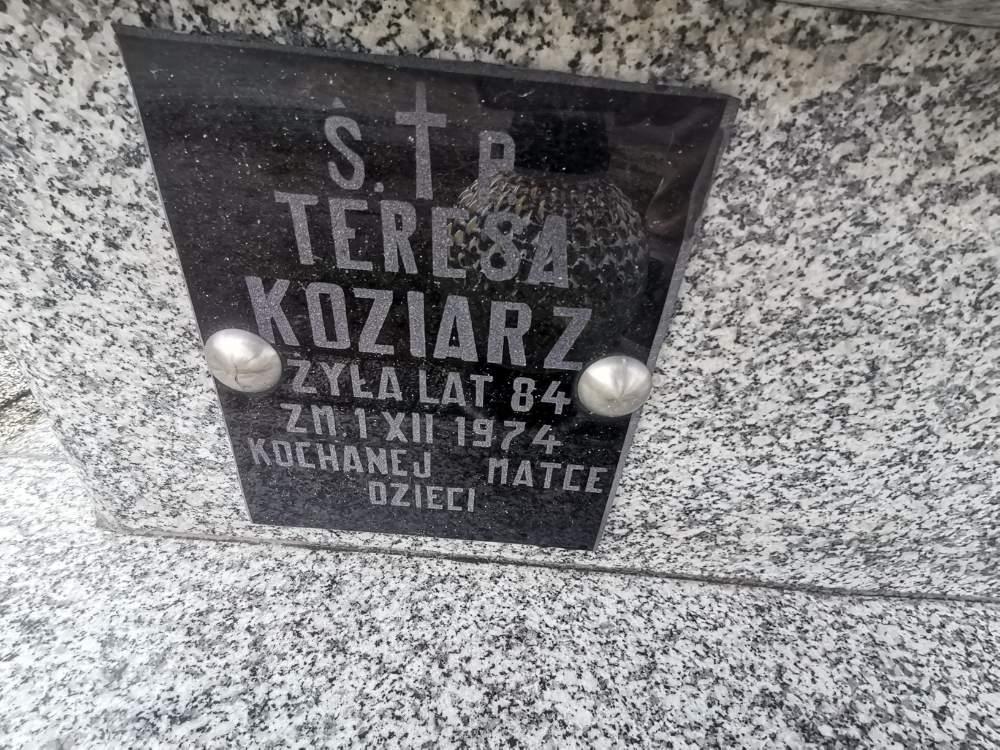 Ś. † P
TERESA
KOZIARZ
ŻYŁA LAT 84
ZM. 1 XII 1974
KOCHANEJ MATCE
DZIECI